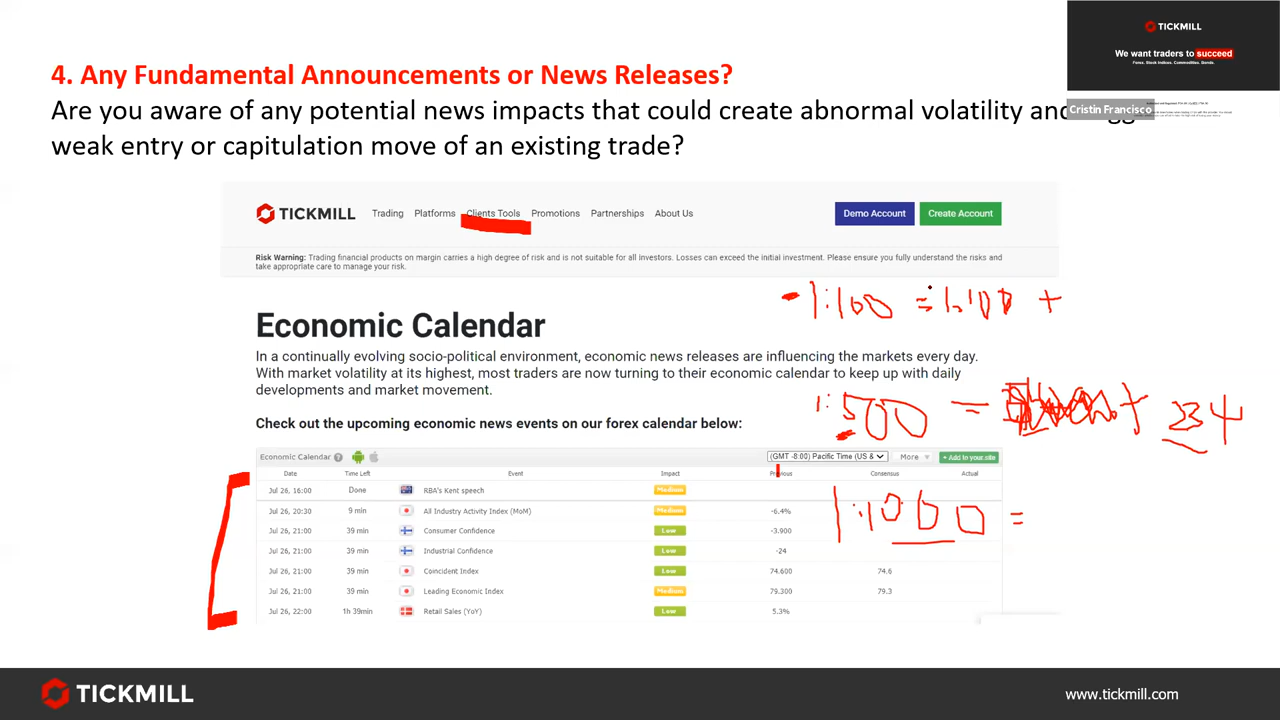 TICKMILL
We want traders to succeed
Forex, Stock Indices, Commodities, Bonds.
Cristin Francisco
4. Any Fundamental Announcements or News Releases?
Are you aware of any potential news impacts that could create abnormal volatility and
weak entry or capitulation move of an existing trade?
TICKMILL Trading Platforms Clients Tools Promotions Partnerships About Us Demo Account Create Account
Risk Warning: Trading financial products on margin carries a high degree of risk and is not suitable for all investors. Losses can exceed the initial investment. Please ensure you fully understand the risks and
take appropriate care to manage your risk.
-1:100 = 1:100 +
Economic Calendar
In a continually evolving socio-political environment, economic news releases are influencing the markets every day.
With market volatility at its highest, most traders are now turning to their economic calendar to keep up with daily
developments and market movement.
1:500 = + 234
Check out the upcoming economic news events on our forex calendar below:
Economic Calendar ? (GMT -8:00) Pacific Time (US & More + Add to your site
Date Time Left Event Impact Previous Consensus Actual
Jul 26, 16:00 Done RBA's Kent speech Medium
Jul 26, 20:30 9 min All Industry Activity Index (MoM) Medium -6.4%
1:1000 =
Jul 26, 21:00 39 min Consumer Confidence Low -3.900
Jul 26, 21:00 39 min Industrial Confidence Low -24
Jul 26, 21:00 39 min Coincident Index Low 74.600 74.6
Jul 26, 21:00 39 min Leading Economic Index Medium 79.300 79.3
Jul 26, 22:00 1h 39min Retail Sales (YoY) Low 5.3%
TICKMILL
www.tickmill.com